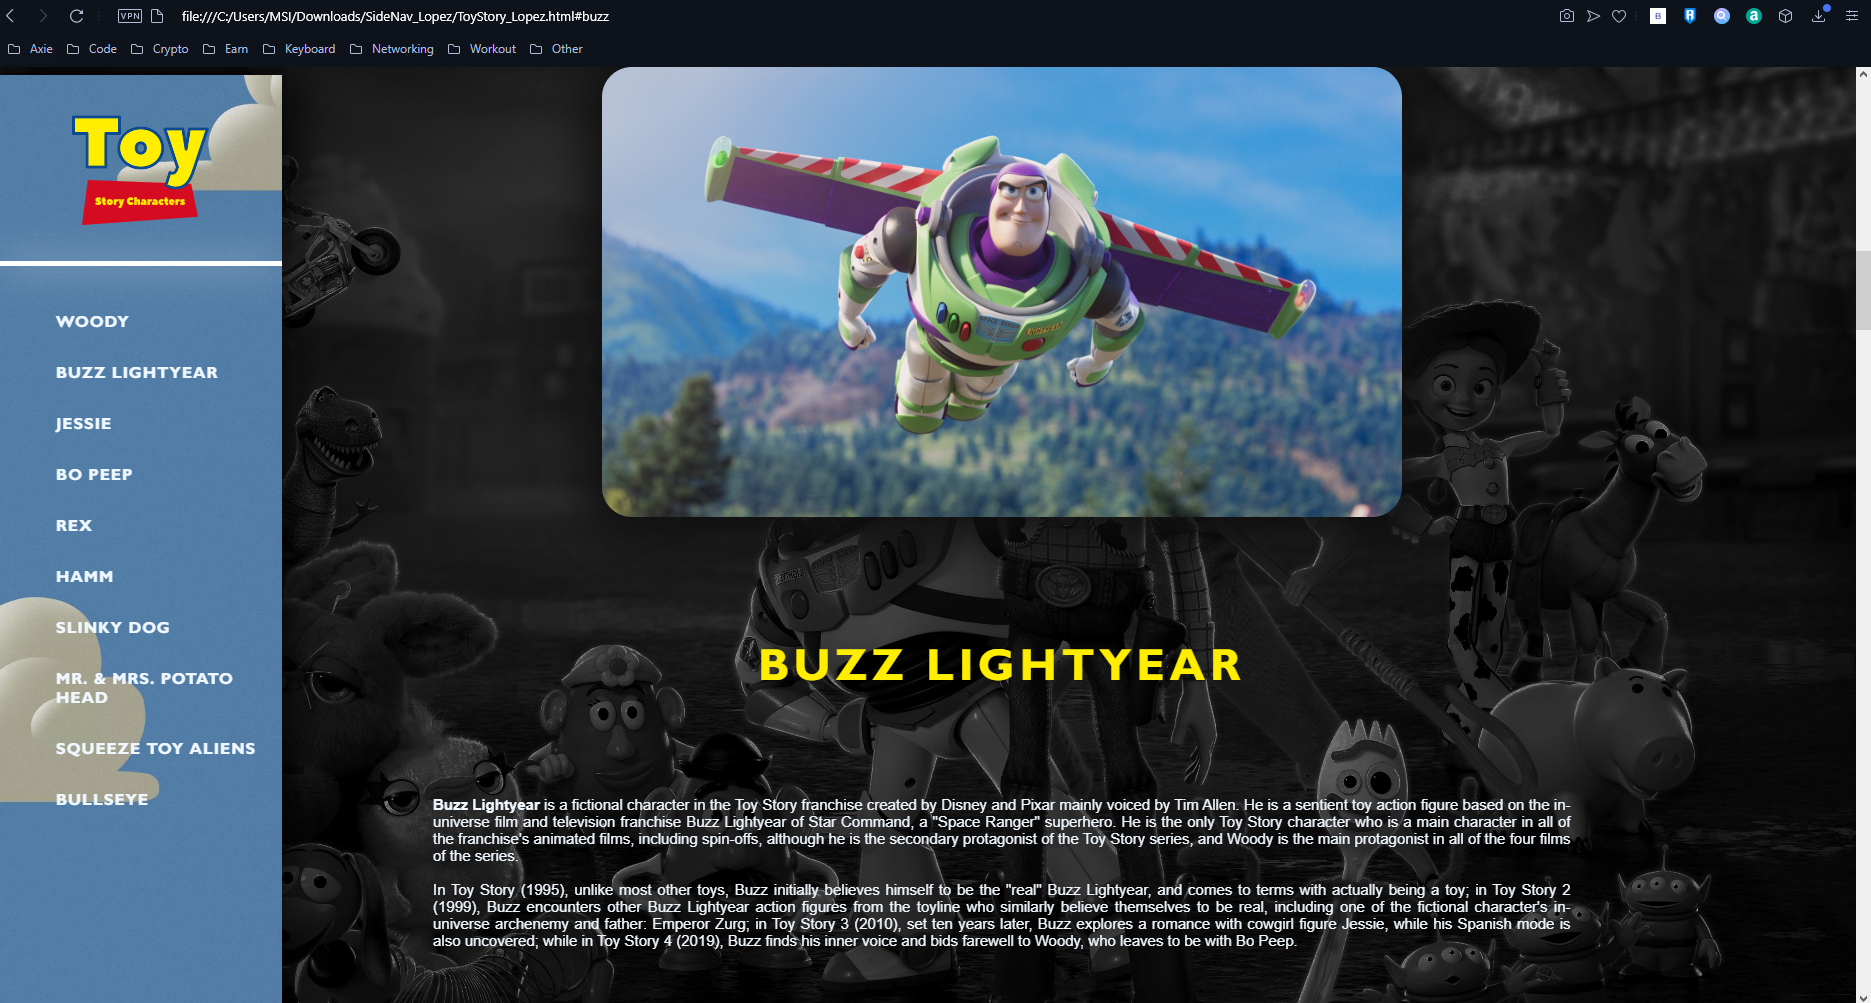 VPN
file:///C:/Users/MSI/Downloads/SideNav_Lopez/ToyStory_Lopez.html#buzz
Axie Code Crypto Earn Keyboard Networking Workout Other
Toy
Story Characters
WOODY
BUZZ LIGHTYEAR
JESSIE
BO PEEP
REX
HAMM
SLINKY DOG
MR. & MRS. POTATO
HEAD
SQUEEZE TOY ALIENS
BULLSEYE
SPACE RANGER
LIGHTYEAR
BUZZ LIGHTYEAR
Buzz Lightyear is a fictional character in the Toy Story franchise created by Disney and Pixar mainly voiced by Tim Allen. He is a sentient toy action figure based on the in-
universe film and television franchise Buzz Lightyear of Star Command, a "Space Ranger" superhero. He is the only Toy Story character who is a main character in all of
the franchise's animated films, including spin-offs, although he is the secondary protagonist of the Toy Story series, and Woody is the main protagonist in all of the four films
of the series.
In Toy Story (1995), unlike most other toys, Buzz initially believes himself to be the "real" Buzz Lightyear, and comes to terms with actually being a toy; in Toy Story 2
(1999), Buzz encounters other Buzz Lightyear action figures from the toyline who similarly believe themselves to be real, including one of the fictional character's in-
universe archenemy and father: Emperor Zurg; in Toy Story 3 (2010), set ten years later, Buzz explores a romance with cowgirl figure Jessie, while his Spanish mode is
also uncovered; while in Toy Story 4 (2019), Buzz finds his inner voice and bids farewell to Woody, who leaves to be with Bo Peep.